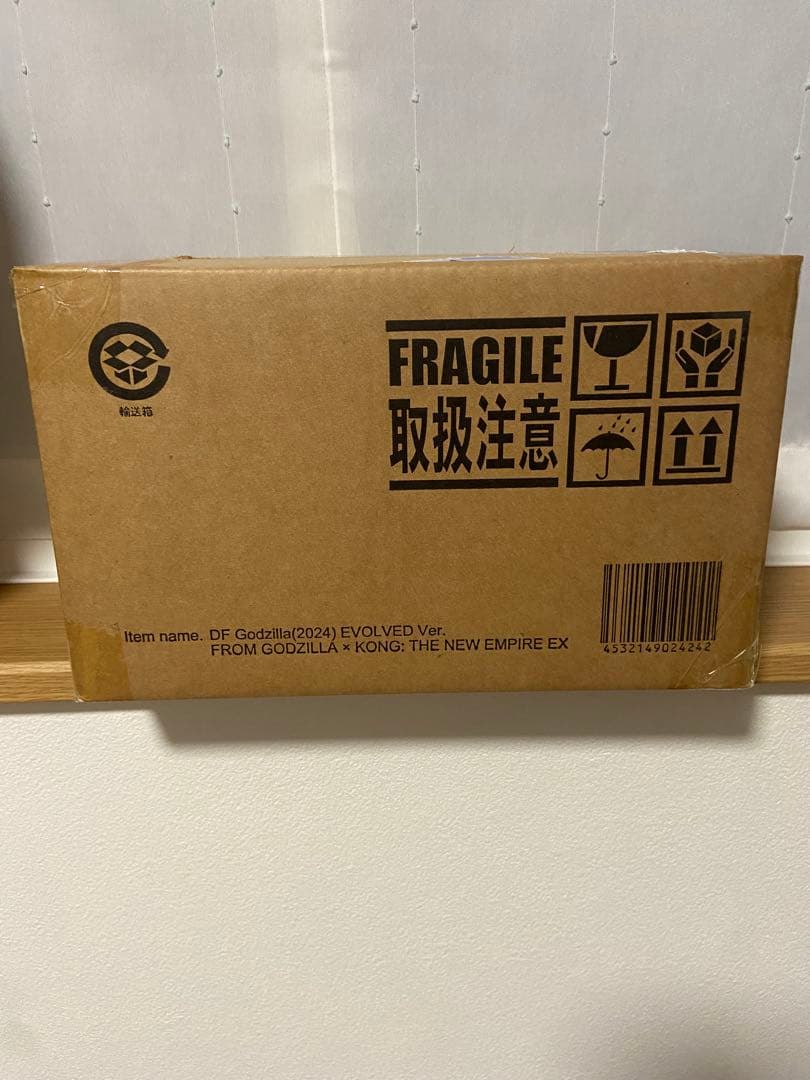 輸送箱
FRAGILE
取扱注意
Item name. DF Godzilla(2024) EVOLVED Ver.
FROM GODZILLA × KONG: THE NEW EMPIRE EX
4532149024242